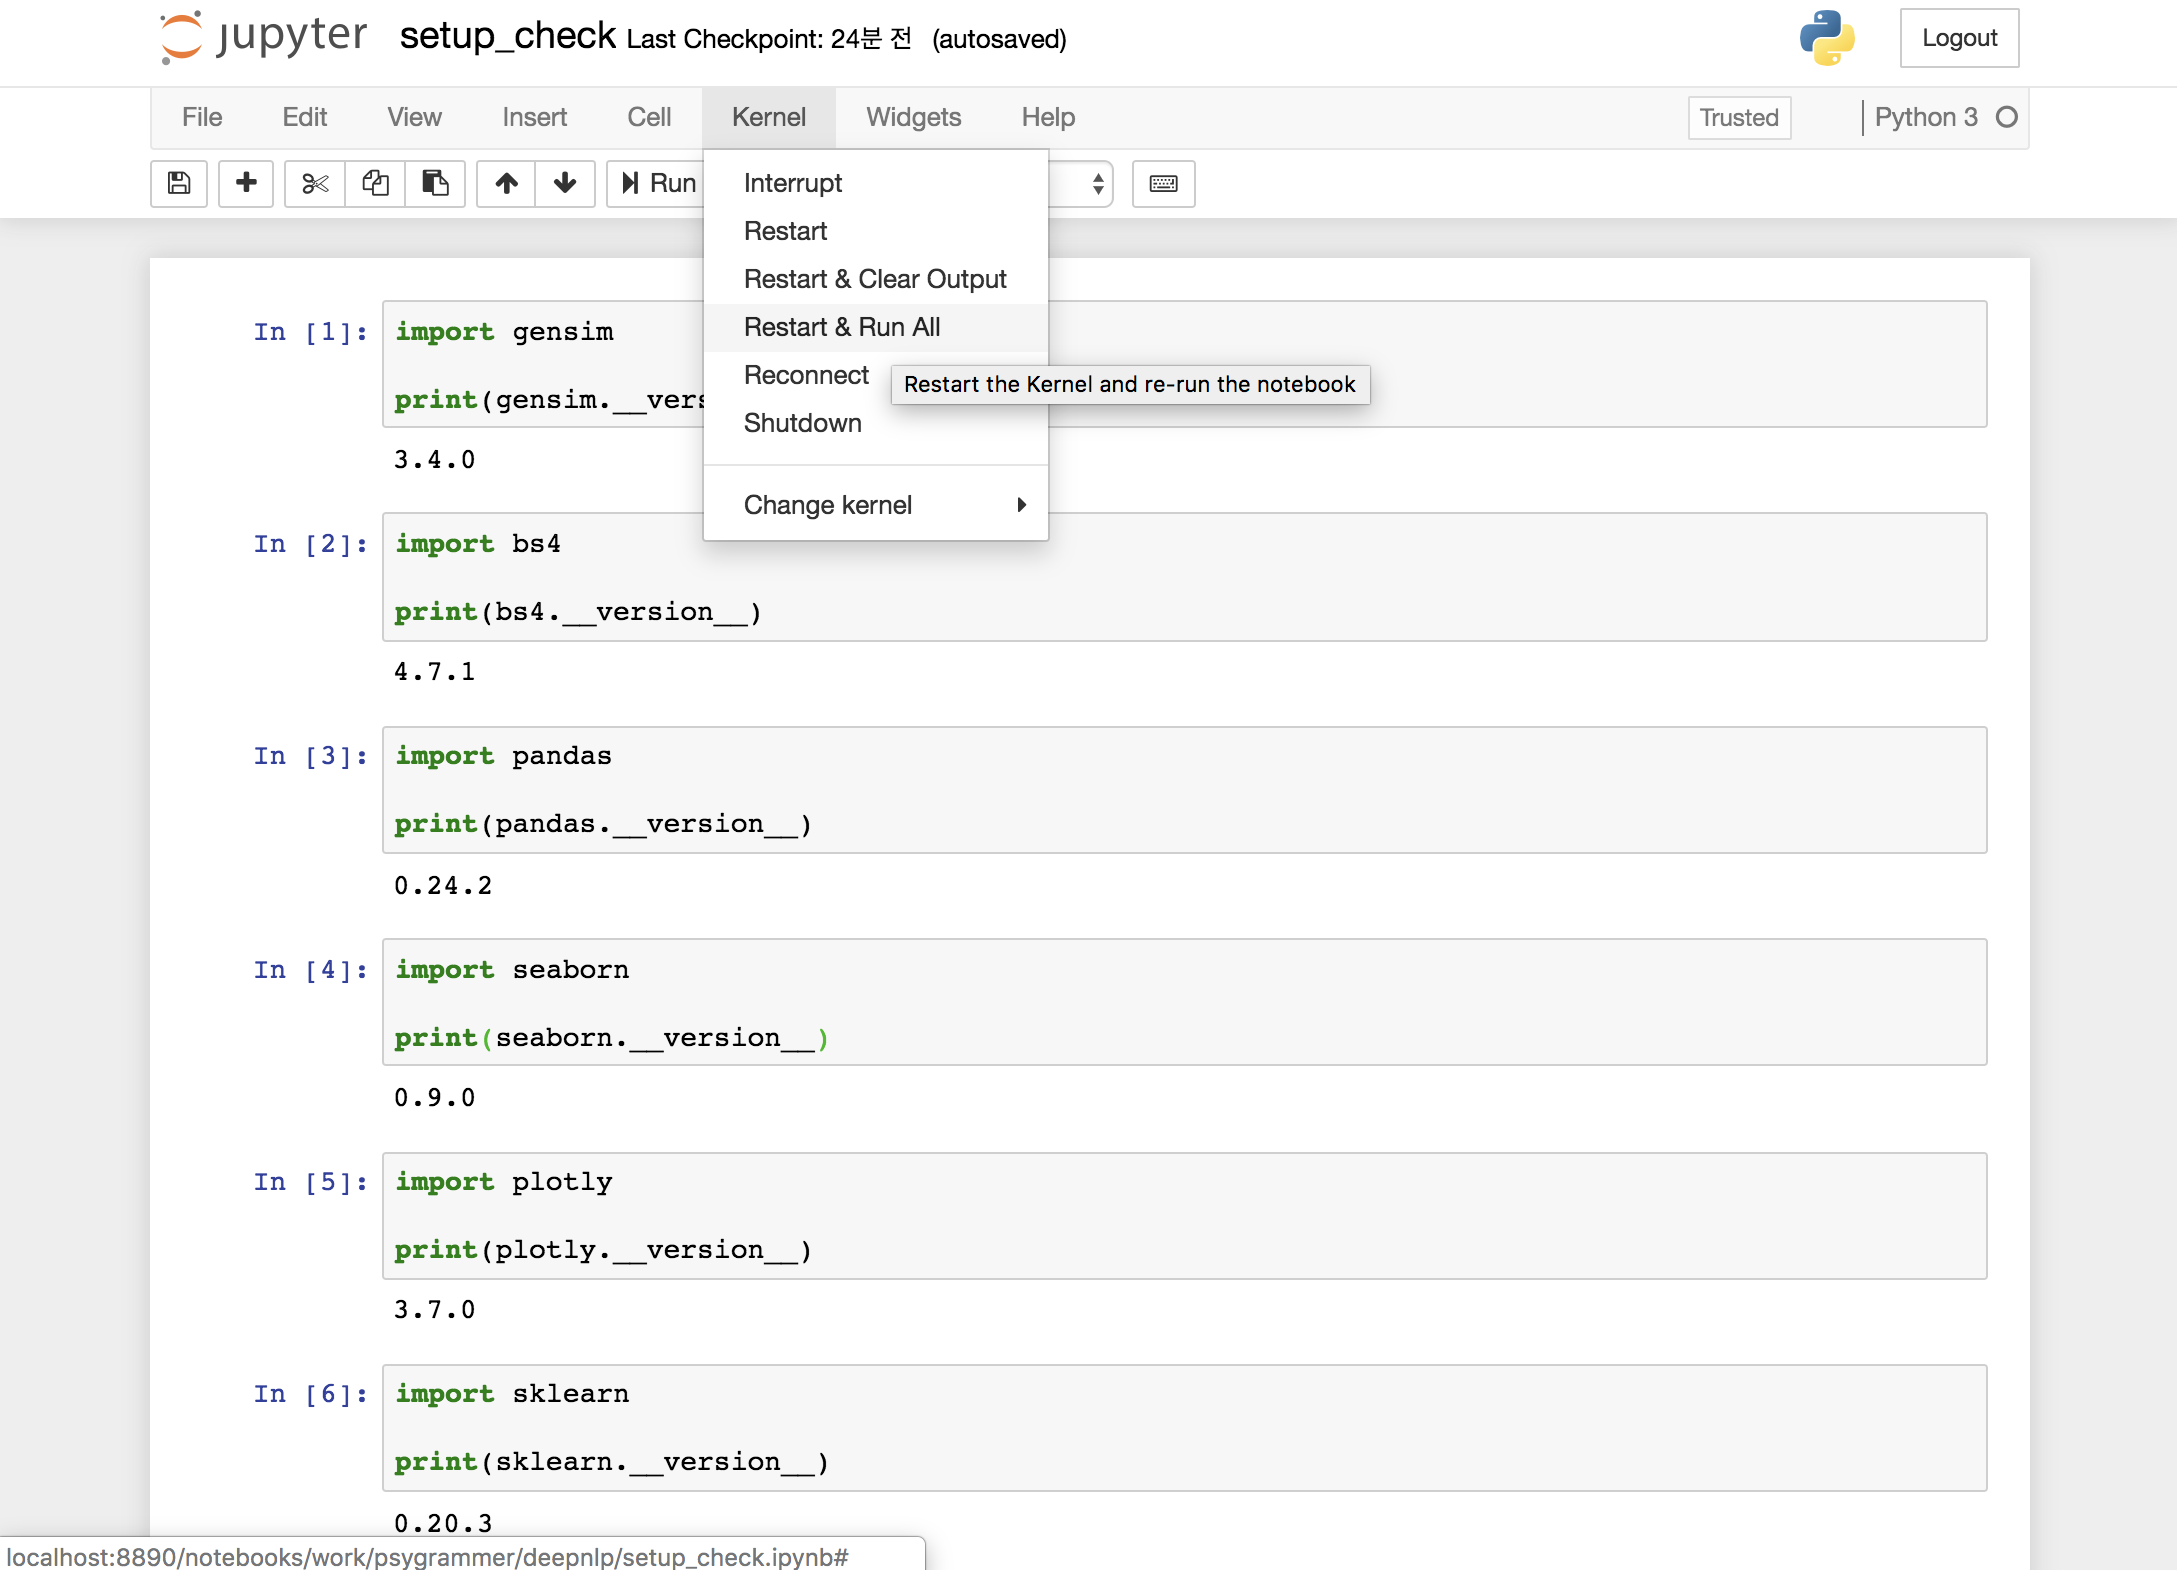 jupyter setup_check Last Checkpoint: 24분 전 (autosaved)
Logout
File Edit View Insert Cell Kernel Widgets Help
Trusted Python 3
Run
Interrupt
Restart
Restart & Clear Output
Restart & Run All
Reconnect
Restart the Kernel and re-run the notebook
Shutdown
Change kernel
In [1]: import gensim
print(gensim.__vers
3.4.0
In [2]: import bs4
print(bs4.__version__)
4.7.1
In [3]: import pandas
print(pandas.__version__)
0.24.2
In [4]: import seaborn
print(seaborn.__version__)
0.9.0
In [5]: import plotly
print(plotly.__version__)
3.7.0
In [6]: import sklearn
print(sklearn.__version__)
0.20.3
localhost:8890/notebooks/work/psygrammer/deepnlp/setup_check.ipynb#